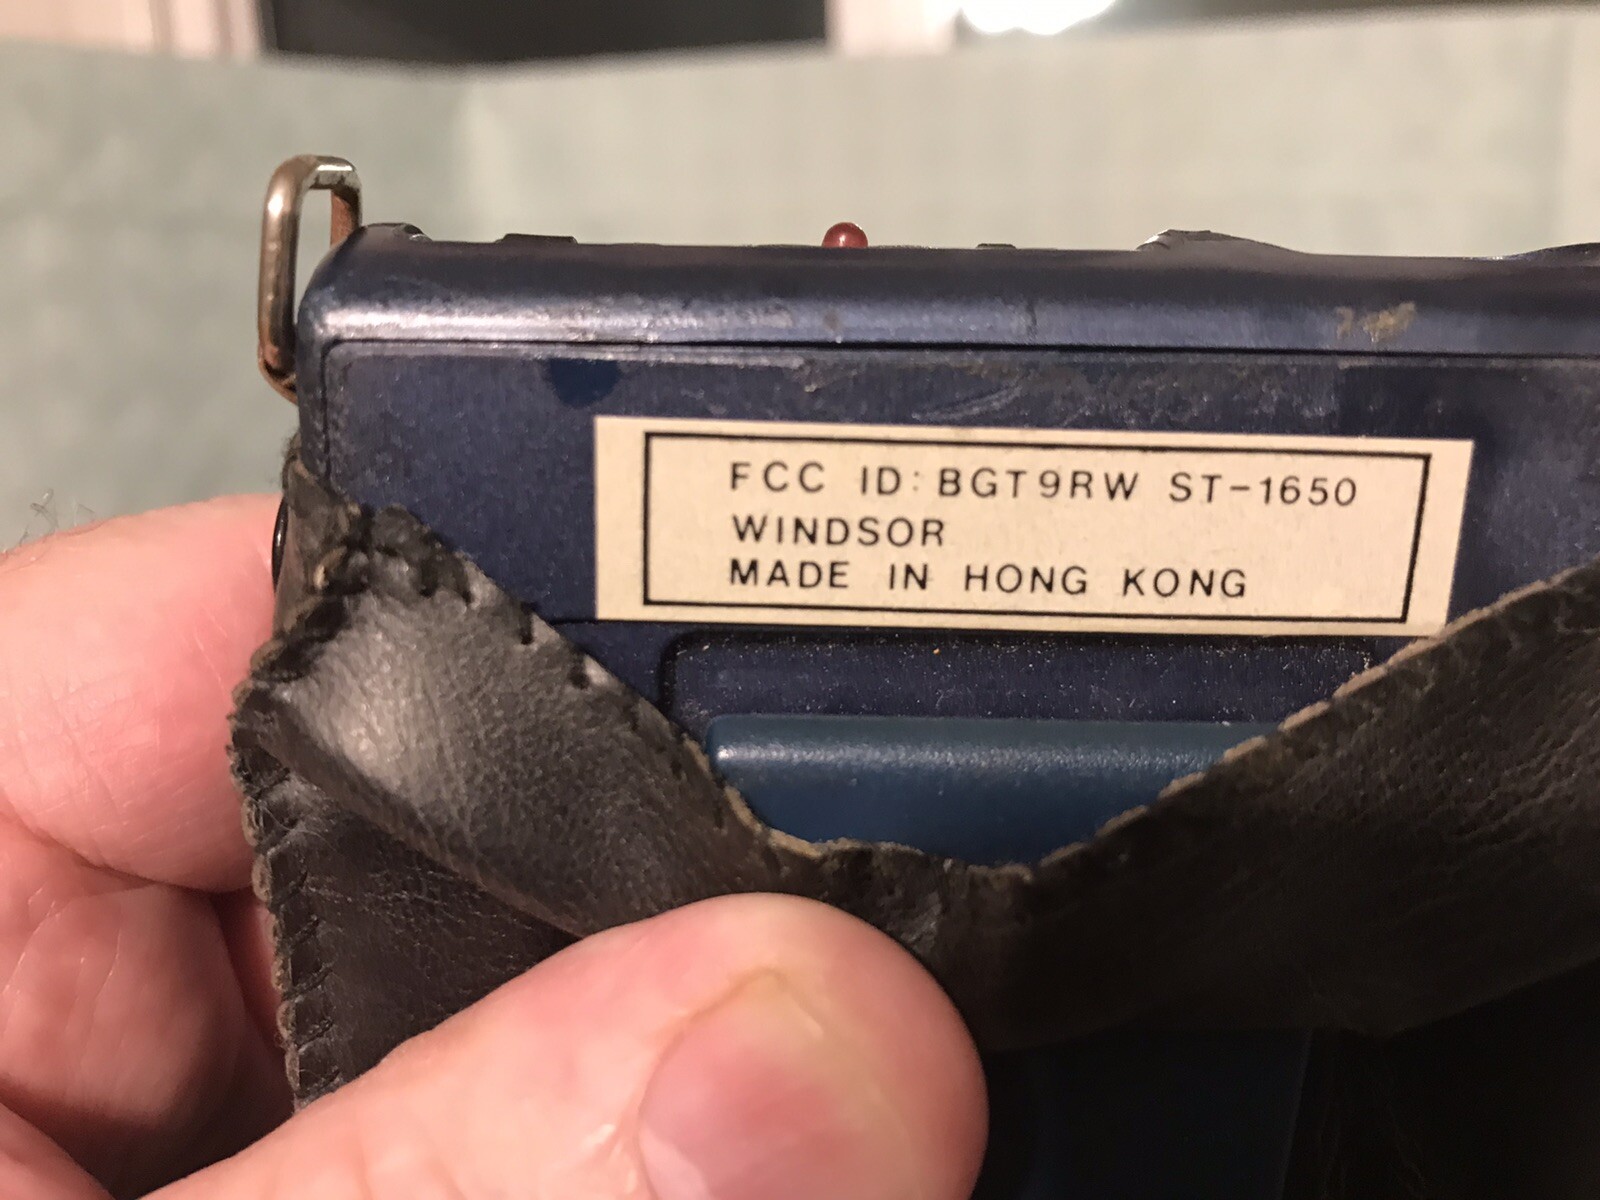 FCC ID: BGT9RW ST-1650
WINDSOR
MADE IN HONG KONG